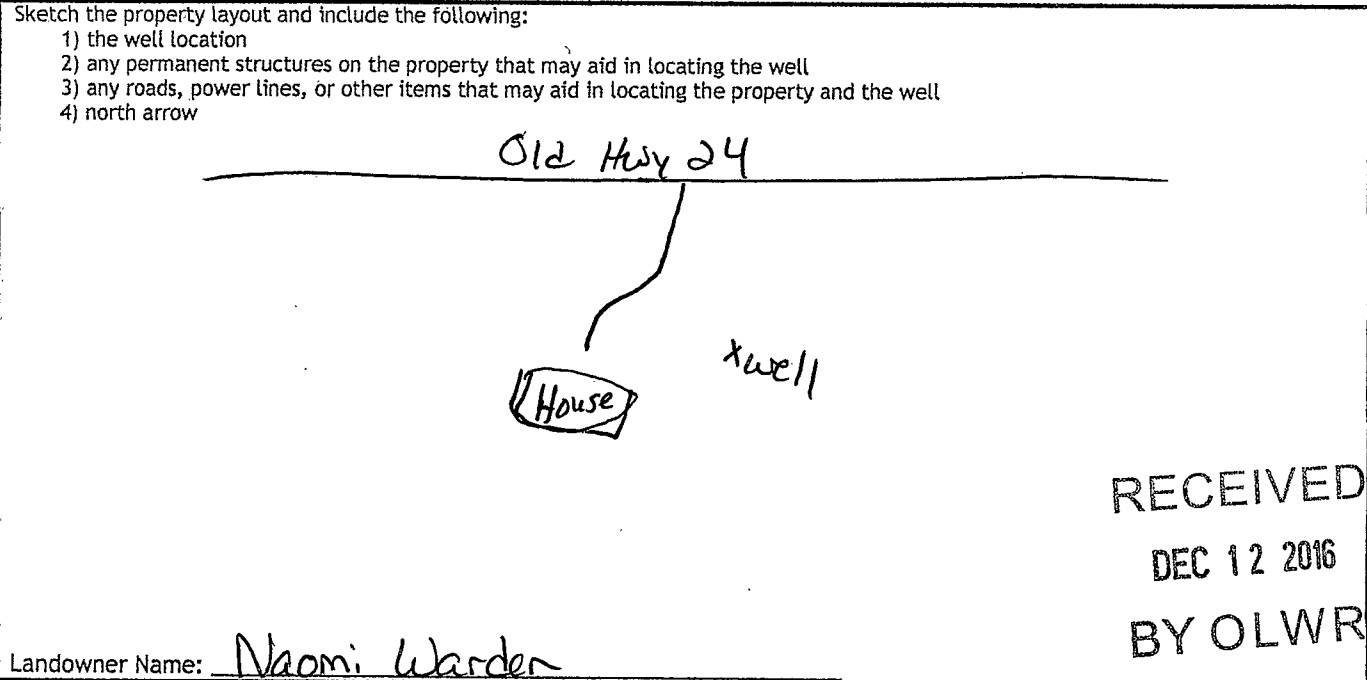 Sketch the property layout and include the following:
1) the well location
2) any permanent structures on the property that may aid in locating the well
3) any roads, power lines, or other items that may aid in locating the property and the well
4) north arrow
Old Hwy 24
x well
House
RECEIVED
DEC 12 2016
BY OLWR
Landowner Name: Naomi Warden